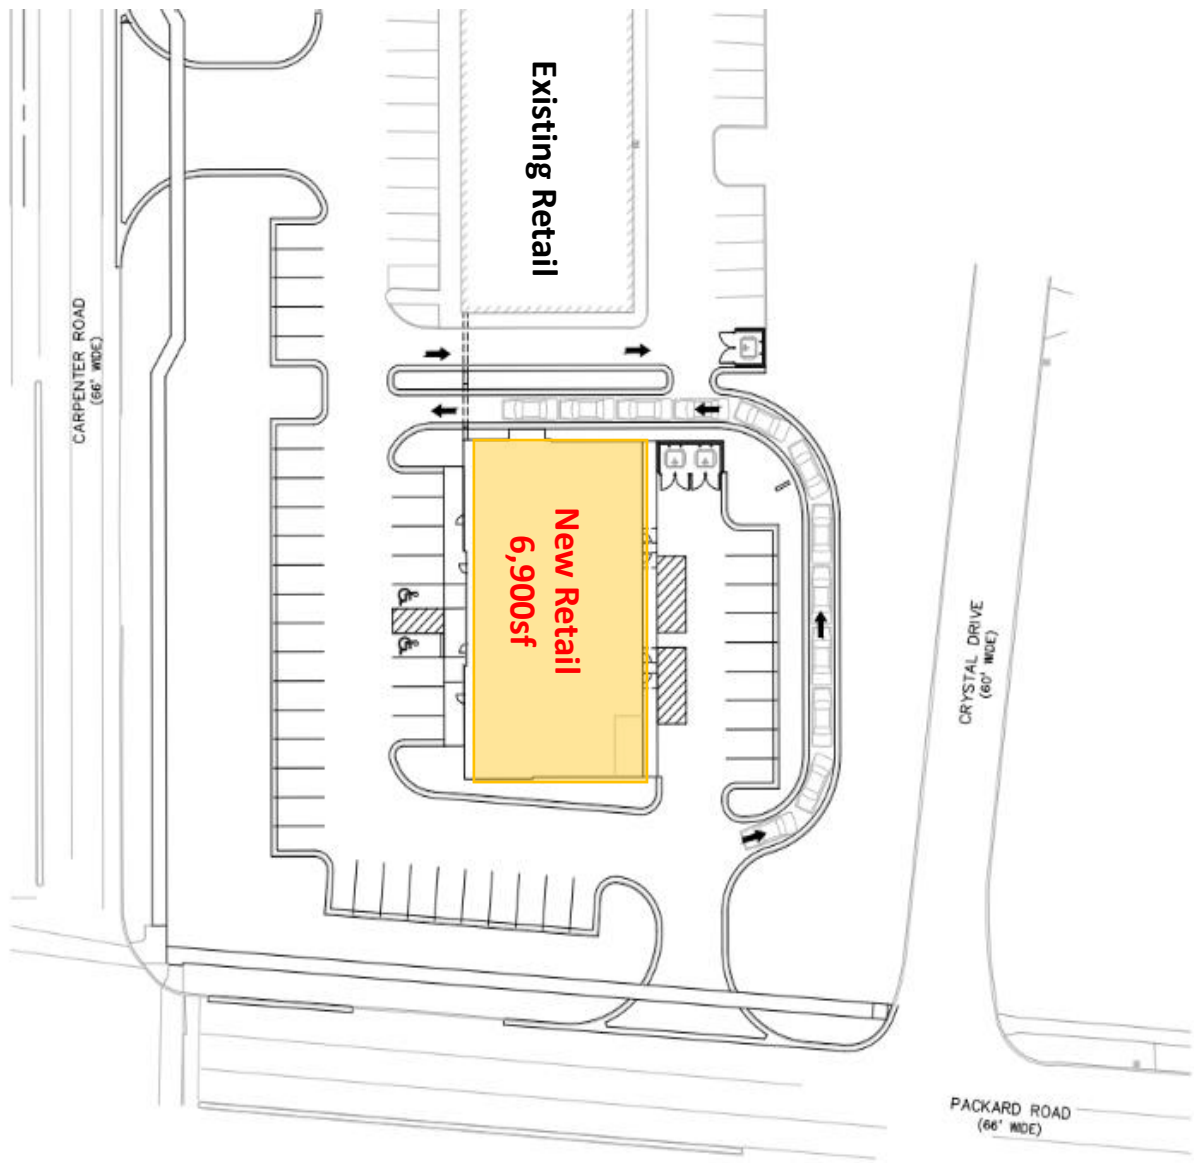 Existing Retail
CARPENTER ROAD
(66' WIDE)
New Retail
6,900sf
CRYSTAL DRIVE
(60' WIDE)
PACKARD ROAD
(66' WIDE)